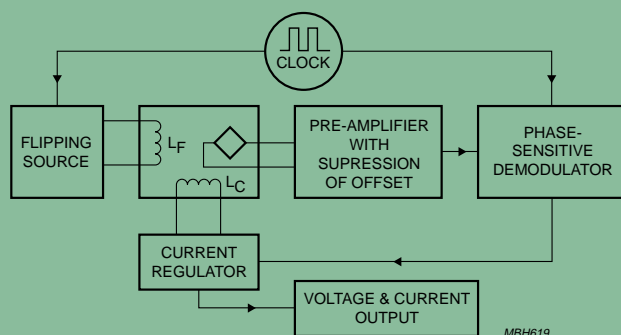 CLOCK
FLIPPING
SOURCE
LF
LC
PRE-AMPLIFIER
WITH
SUPRESSION
OF OFFSET
PHASE-
SENSITIVE
DEMODULATOR
CURRENT
REGULATOR
VOLTAGE & CURRENT
OUTPUT
MBH619